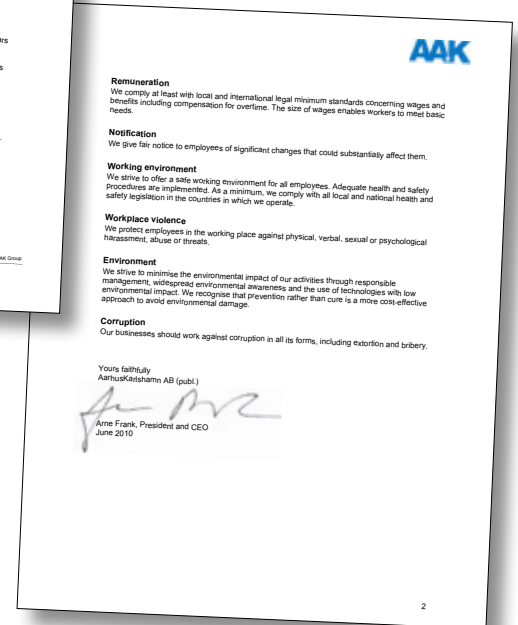 AAK
Remuneration
We comply at least with local and international legal minimum standards concerning wages and
benefits including compensation for overtime. The size of wages enables workers to meet basic
needs.
Notification
We give fair notice to employees of significant changes that could substantially affect them.
Working environment
We strive to offer a safe working environment for all employees. Adequate health and safety
procedures are implemented. As a minimum, we comply with all local and national health and
safety legislation in the countries in which we operate.
Workplace violence
We protect employees in the working place against physical, verbal, sexual or psychological
harassment, abuse or threats.
Environment
We strive to minimise the environmental impact of our activities through responsible
management, widespread environmental awareness and the use of technologies with low
environmental impact. We recognise that prevention rather than cure is a more cost-effective
approach to avoid environmental damage.
Corruption
Our businesses should work against corruption in all its forms, including extortion and bribery.
Yours faithfully
AarhusKarlshamn AB (publ.)
Arne Frank, President and CEO
June 2010
2
AK Group